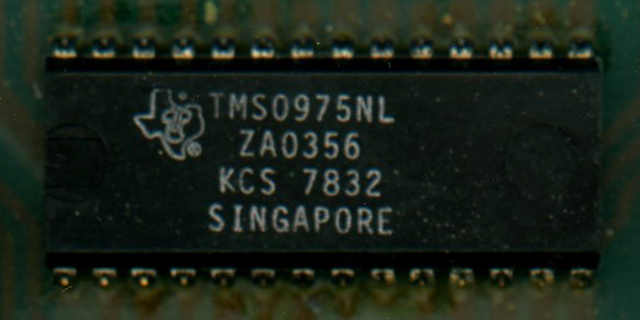 TMS0975NL
ZA0356
KCS 7832
SINGAPORE